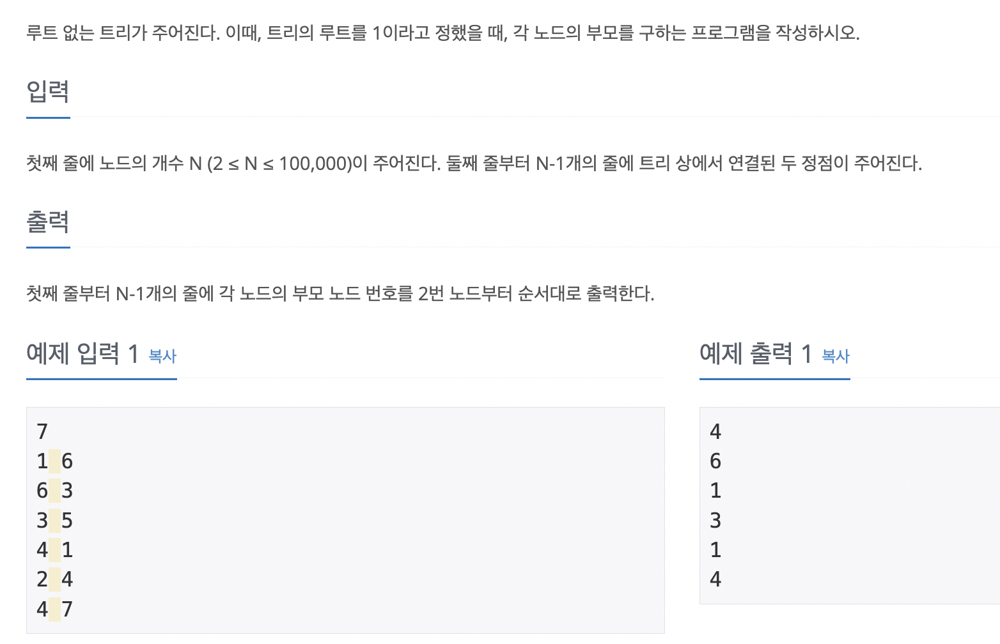 루트 없는 트리가 주어진다. 이때, 트리의 루트를 1이라고 정했을 때, 각 노드의 부모를 구하는 프로그램을 작성하시오.
입력
첫째 줄에 노드의 개수 N (2 ≤ N ≤ 100,000)이 주어진다. 둘째 줄부터 N-1개의 줄에 트리 상에서 연결된 두 정점이 주어진다.
출력
첫째 줄부터 N-1개의 줄에 각 노드의 부모 노드 번호를 2번 노드부터 순서대로 출력한다.
예제 입력 1 복사
7
1 6
6 3
3 5
4 1
2 4
4 7
예제 출력 1 복사
4
6
1
3
1
4